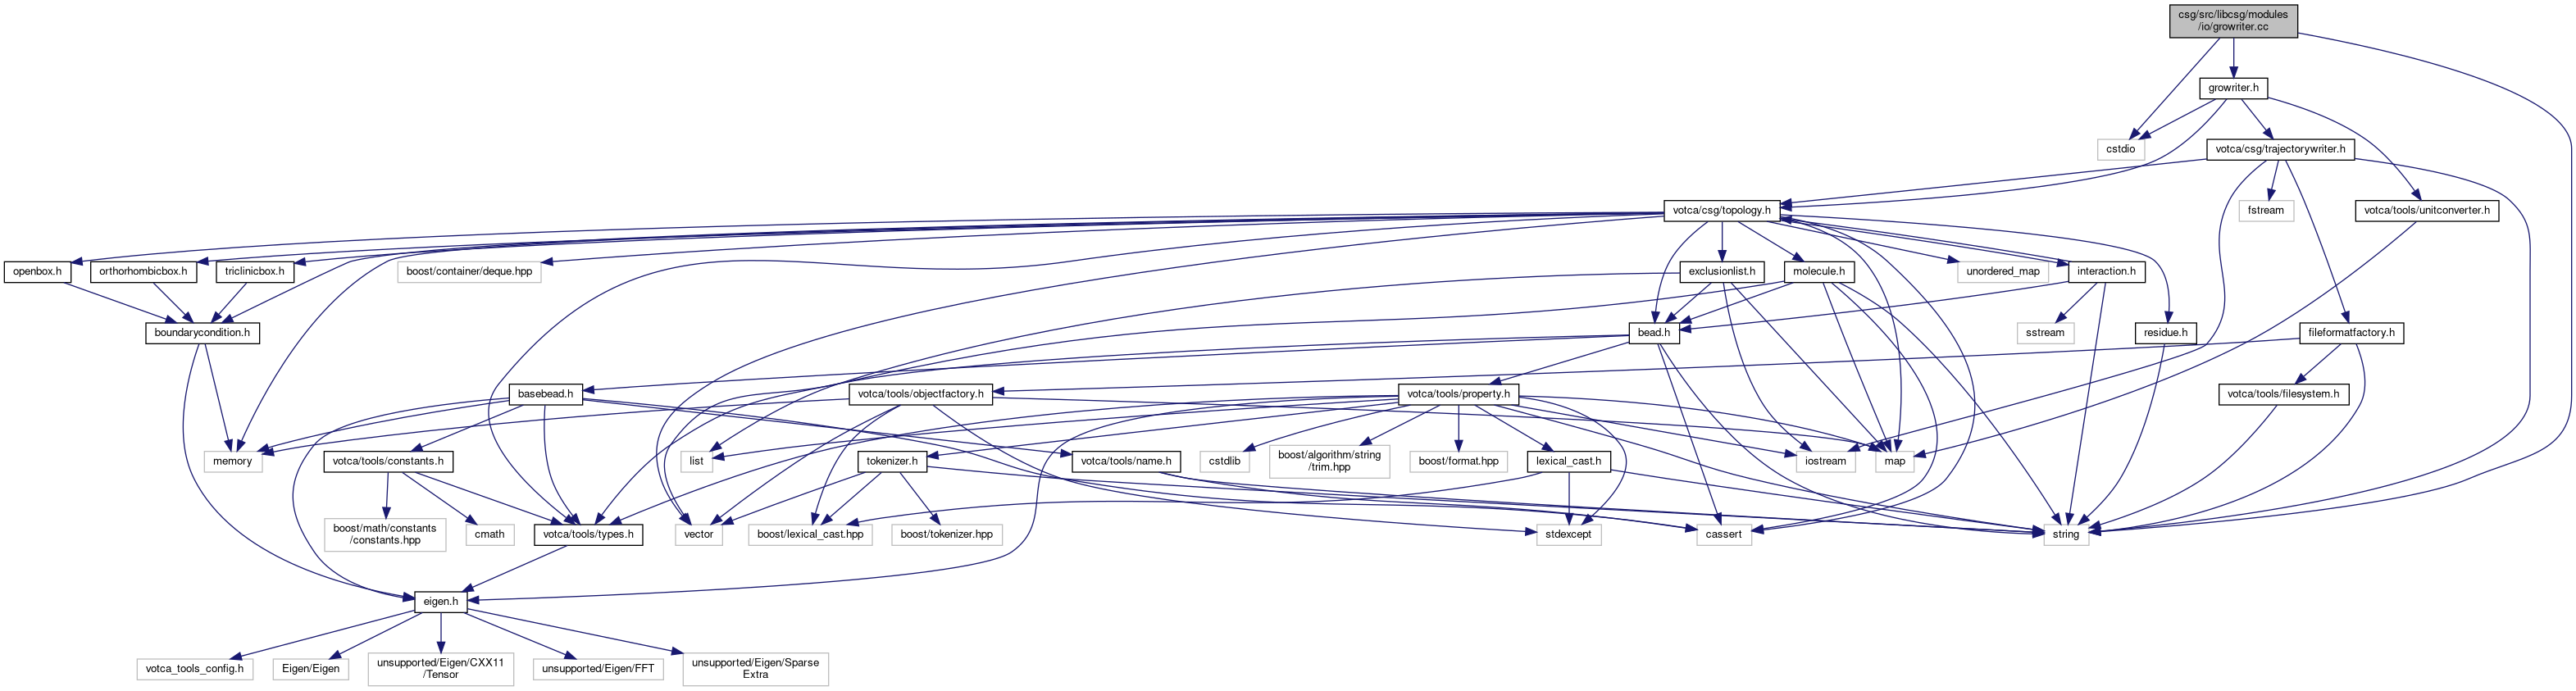 csg/src/libcsg/modules
/io/growriter.cc
growriter.h
cstdio
votca/csg/trajectorywriter.h
votca/csg/topology.h
fstream
votca/tools/unitconverter.h
openbox.h
orthorhombicbox.h
triclinicbox.h
boost/container/deque.hpp
exclusionlist.h
molecule.h
unordered_map
interaction.h
boundarycondition.h
bead.h
sstream
residue.h
fileformatfactory.h
basebead.h
votca/tools/objectfactory.h
votca/tools/property.h
votca/tools/filesystem.h
memory
votca/tools/constants.h
list
tokenizer.h
votca/tools/name.h
cstdlib
boost/algorithm/string
/trim.hpp
boost/format.hpp
lexical_cast.h
iostream
map
boost/math/constants
/constants.hpp
cmath
votca/tools/types.h
vector
boost/lexical_cast.hpp
boost/tokenizer.hpp
stdexcept
cassert
string
eigen.h
votca_tools_config.h
Eigen/Eigen
unsupported/Eigen/CXX11
/Tensor
unsupported/Eigen/FFT
unsupported/Eigen/Sparse
Extra